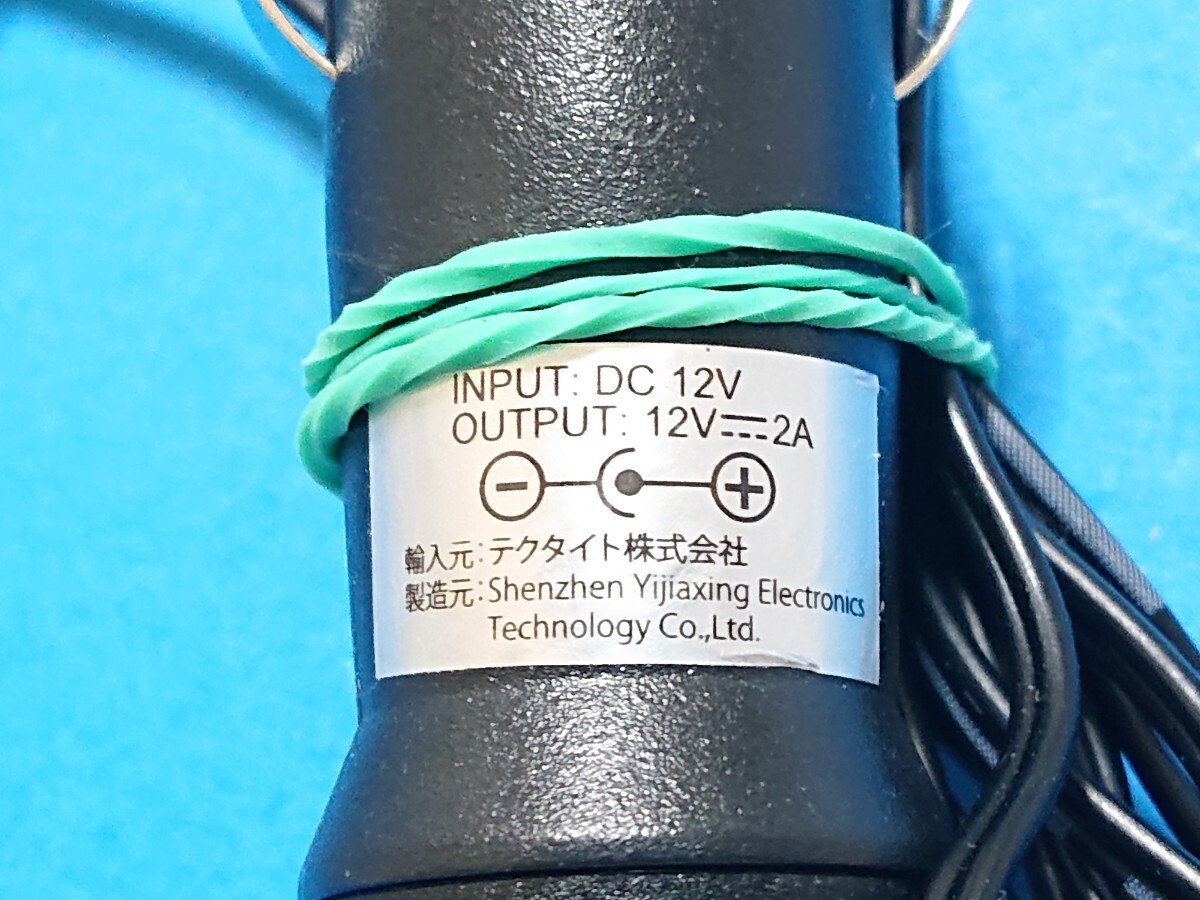 INPUT: DC 12V
OUTPUT: 12V⎓2A
輸入元:テクタイト株式会社
製造元:Shenzhen Yijiaxing Electronics
Technology Co.,Ltd.